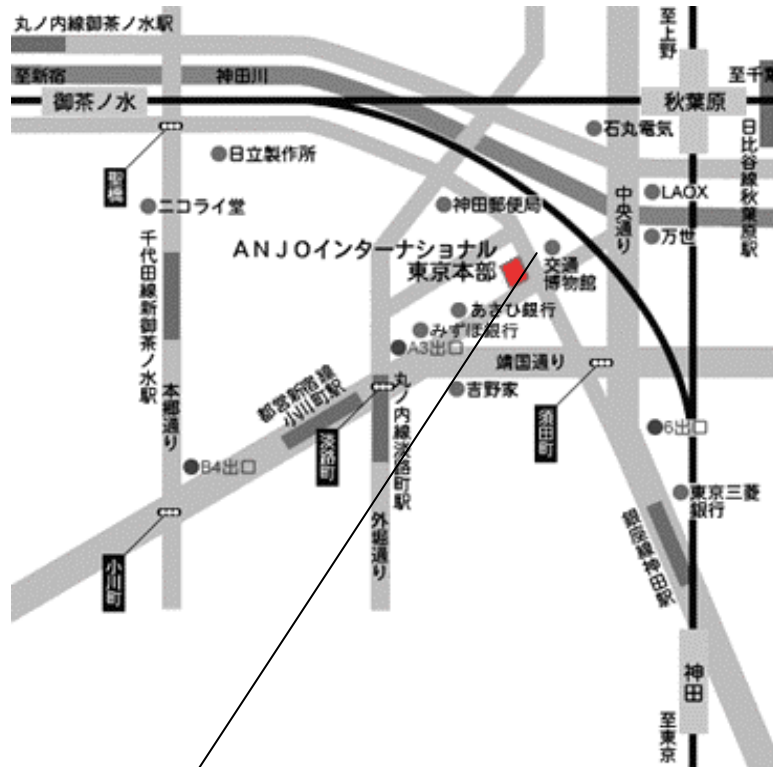 丸ノ内線御茶ノ水駅
至新宿
神田川
至上野
至千葉
御茶ノ水
秋葉原
石丸電気
日立製作所
聖橋
日比谷線秋葉原駅
ニコライ堂
神田郵便局
中央通り
LAOX
万世
千代田線新御茶ノ水駅
ANJOインターナショナル
東京本部
交通
博物館
あさひ銀行
みずほ銀行
A3出口
靖国通り
本郷通り
都営新宿線
小川町駅
丸ノ内線淡路町駅
吉野家
須田町
淡路町
6出口
B4出口
東京三菱
銀行
外堀通り
銀座線神田駅
小川町
神田
至東京